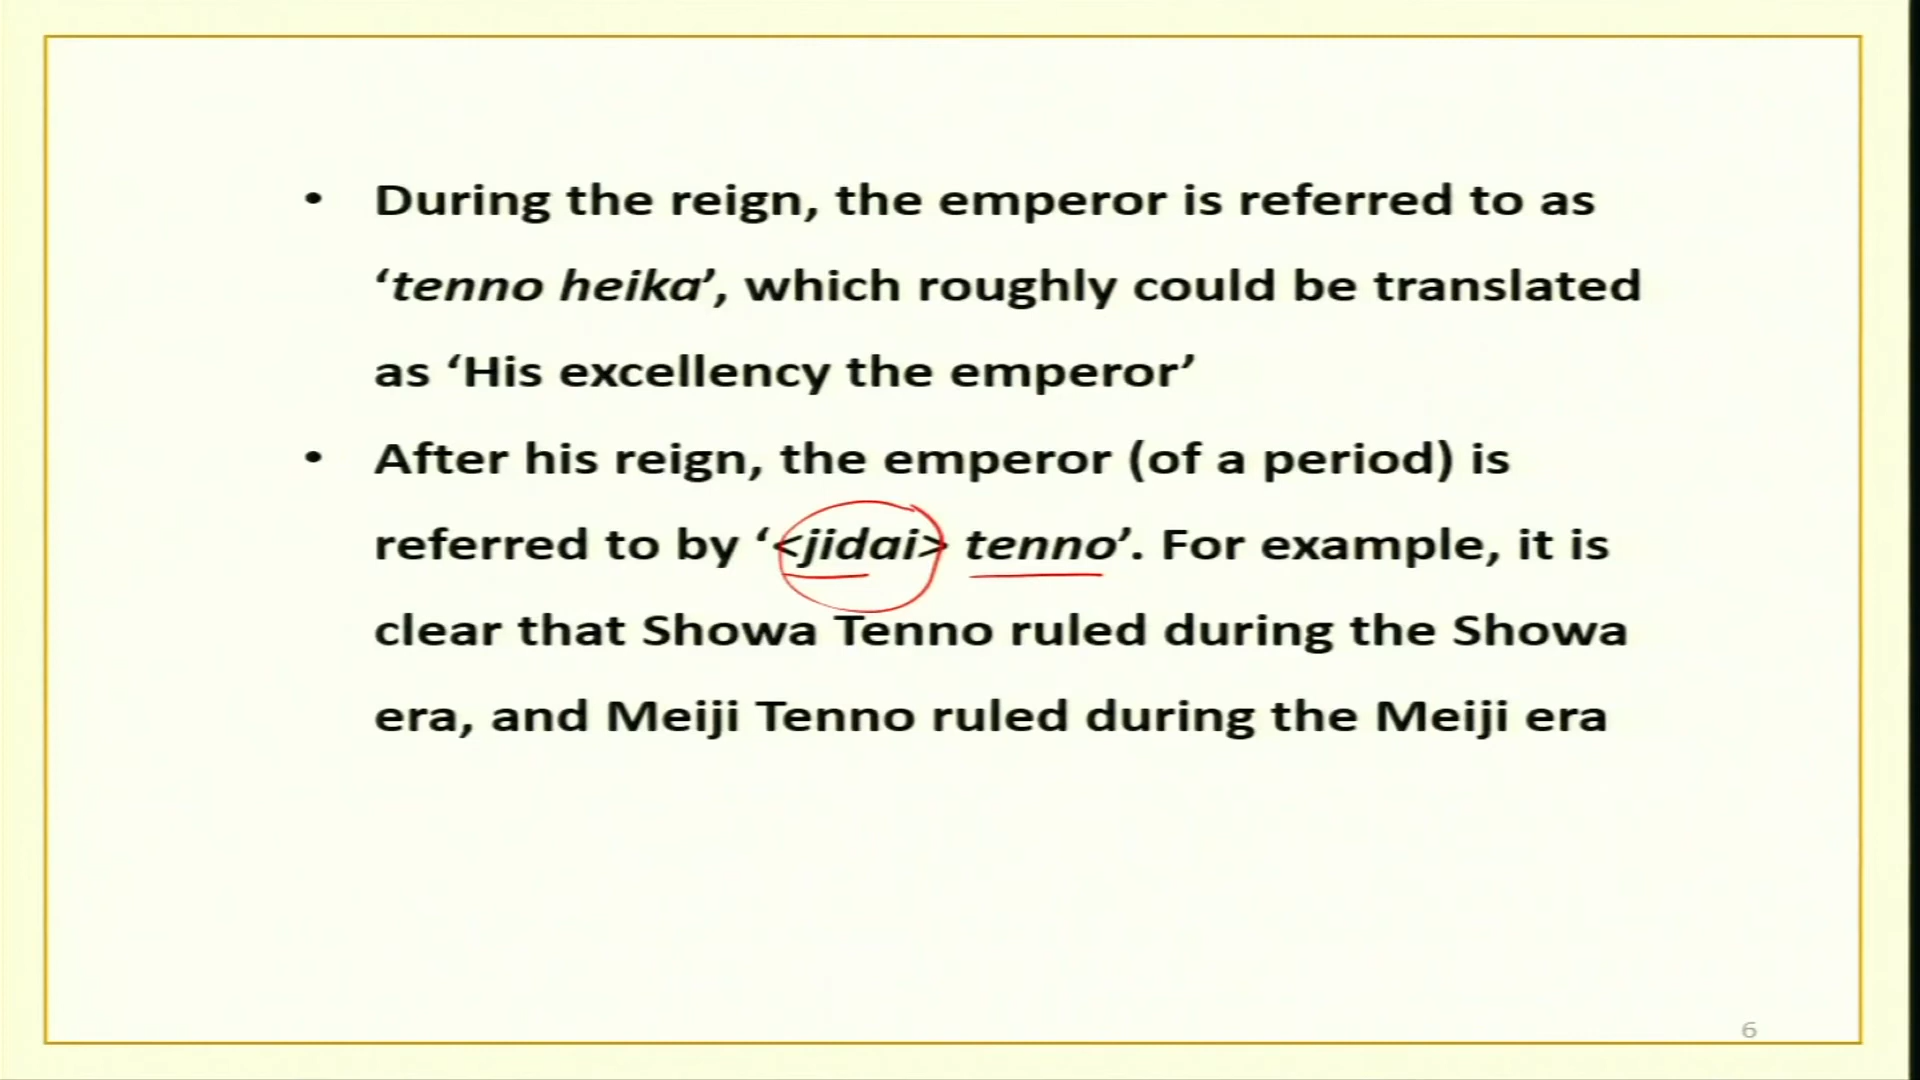 • During the reign, the emperor is referred to as
‘tenno heika’, which roughly could be translated
as ‘His excellency the emperor’
• After his reign, the emperor (of a period) is
referred to by ‘<jidai> tenno’. For example, it is
clear that Showa Tenno ruled during the Showa
era, and Meiji Tenno ruled during the Meiji era
6